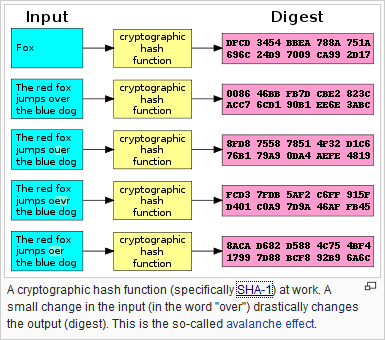 Input
Digest
Fox
cryptographic
hash
function
DFCD 3454 BBEA 788A 751A
696C 24D9 7009 CA99 2D17
The red fox
jumps over
the blue dog
cryptographic
hash
function
0086 46BB FB7D CBE2 823C
ACC7 6CD1 90B1 EE6E 3ABC
The red fox
jumps ouer
the blue dog
cryptographic
hash
function
8FD8 7558 7851 4F32 D1C6
76B1 79A9 0DA4 AEFE 4819
The red fox
jumps oevr
the blue dog
cryptographic
hash
function
FCD3 7FDB 5AF2 C6FF 915F
D401 C0A9 7D9A 46AF FB45
The red fox
jumps oer
the blue dog
cryptographic
hash
function
8ACA D682 D588 4C75 4BF4
1799 7D88 BCF8 92B9 6A6C
A cryptographic hash function (specifically SHA-1) at work. A
small change in the input (in the word "over") drastically changes
the output (digest). This is the so-called avalanche effect.